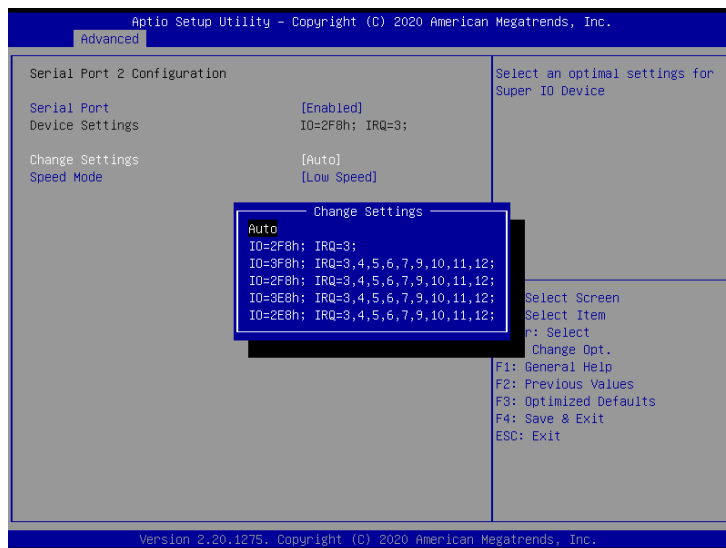 Aptio Setup Utility – Copyright (C) 2020 American Megatrends, Inc.
Advanced
Serial Port 2 Configuration
Serial Port [Enabled]
Device Settings IO=2F8h; IRQ=3;
Change Settings [Auto]
Speed Mode [Low Speed]
Select an optimal settings for
Super IO Device
Change Settings
Auto
IO=2F8h; IRQ=3;
IO=3F8h; IRQ=3,4,5,6,7,9,10,11,12;
IO=2F8h; IRQ=3,4,5,6,7,9,10,11,12;
IO=3E8h; IRQ=3,4,5,6,7,9,10,11,12;
IO=2E8h; IRQ=3,4,5,6,7,9,10,11,12;
Select Screen
Select Item
r: Select
Change Opt.
F1: General Help
F2: Previous Values
F3: Optimized Defaults
F4: Save & Exit
ESC: Exit
Version 2.20.1275. Copyright (C) 2020 American Megatrends, Inc.